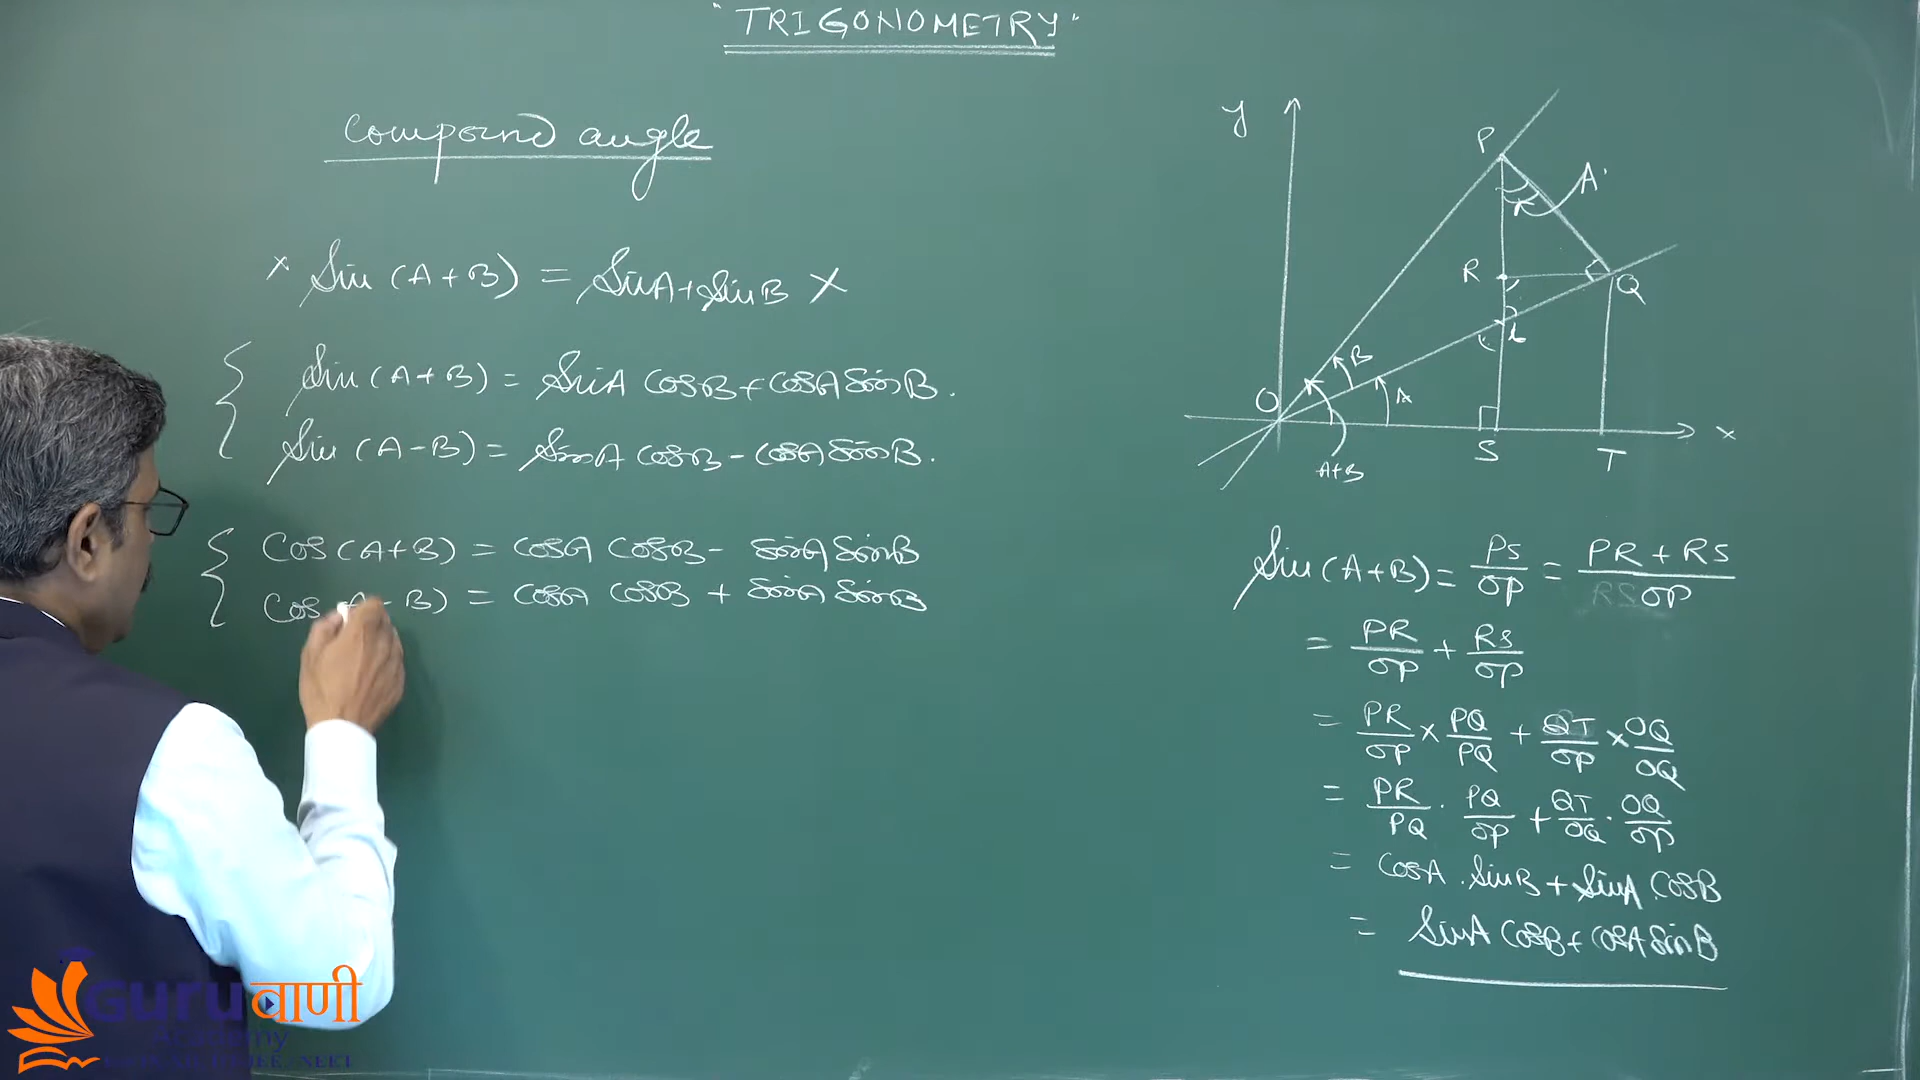 "TRIGONOMETRY"
Compound angle
× Sin (A+B) = SinA+SinB ×
Sin (A+B) = SinA CosB+CosA SinB.
Sin (A-B) = SinA CosB - CosA SinB.
Cos (A+B) = CosA CosB - SinA SinB
Cos (A-B) = CosA CosB + SinA SinB
y
P
A
R
Q
L
B
A
O
S
T
x
A+B
Sin (A+B) = PS/OP = PR + RS/OP
= PR/OP + RS/OP
= PR/OP × PQ/PQ + QT/OP × OQ/OQ
= PR/PQ . PQ/OP + QT/OQ . OQ/OP
= CosA . SinB + SinA CosB
= SinA CosB + CosA SinB
Guruवाणी
Academy